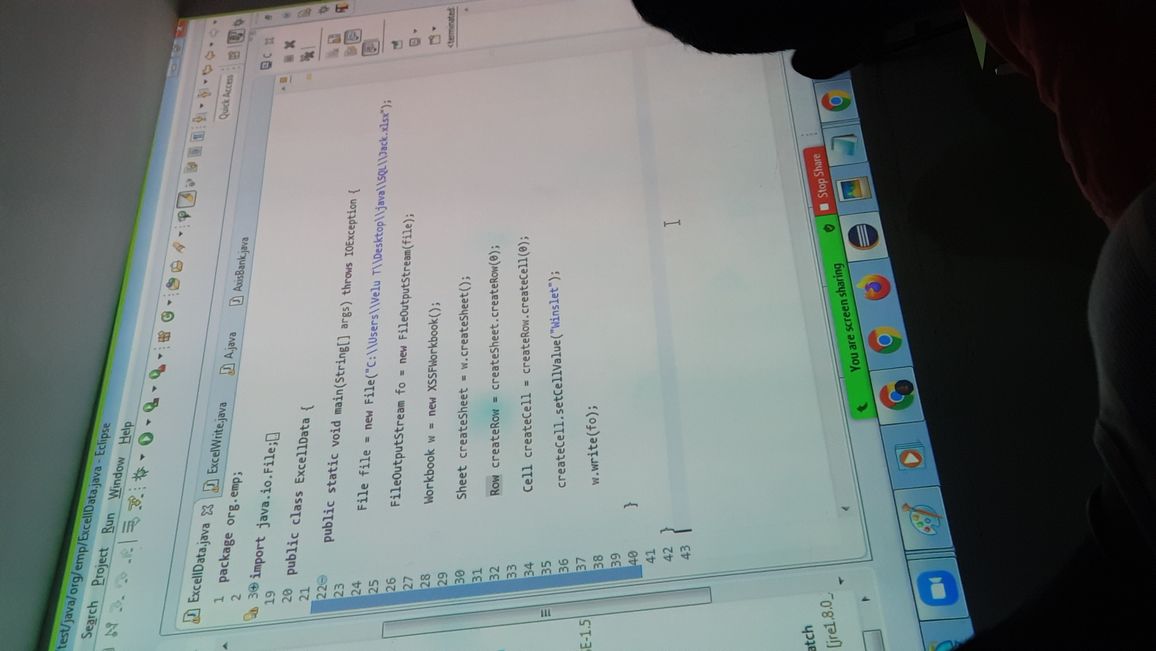 test/java/org/emp/ExcellData.java - Eclipse
Search Project Run Window Help
Quick Access
ExcellData.java ExcelWrite.java A.java AxisBank.java
1 package org.emp;
2
3 import java.io.File;
19
20 public class ExcellData {
21
22 public static void main(String[] args) throws IOException {
23
24 File file = new File("C:\\Users\\Velu T\\Desktop\\java\\SQL\\Jack.xlsx");
25
26 FileOutputStream fo = new FileOutputStream(file);
27
28 Workbook w = new XSSFWorkbook();
29
30 Sheet createSheet = w.createSheet();
31
32 Row createRow = createSheet.createRow(0);
33
34 Cell createCell = createRow.createCell(0);
35
36 createCell.setCellValue("Winslet");
37
38 w.write(fo);
39
40 }
41
42 }
43
C
<terminated
E-1.5
atch
[jre1.8.0_
You are screen sharing Stop Share